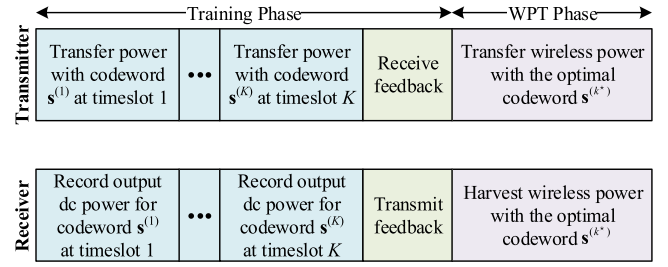 Training Phase
WPT Phase
Transmitter
Transfer power
with codeword
s^(1) at timeslot 1
•••
Transfer power
with codeword
s^(K) at timeslot K
Receive
feedback
Transfer wireless power
with the optimal
codeword s^(k*)
Receiver
Record output
dc power for
codeword s^(1)
at timeslot 1
•••
Record output
dc power for
codeword s^(K)
at timeslot K
Transmit
feedback
Harvest wireless power
with the optimal
codeword s^(k*)